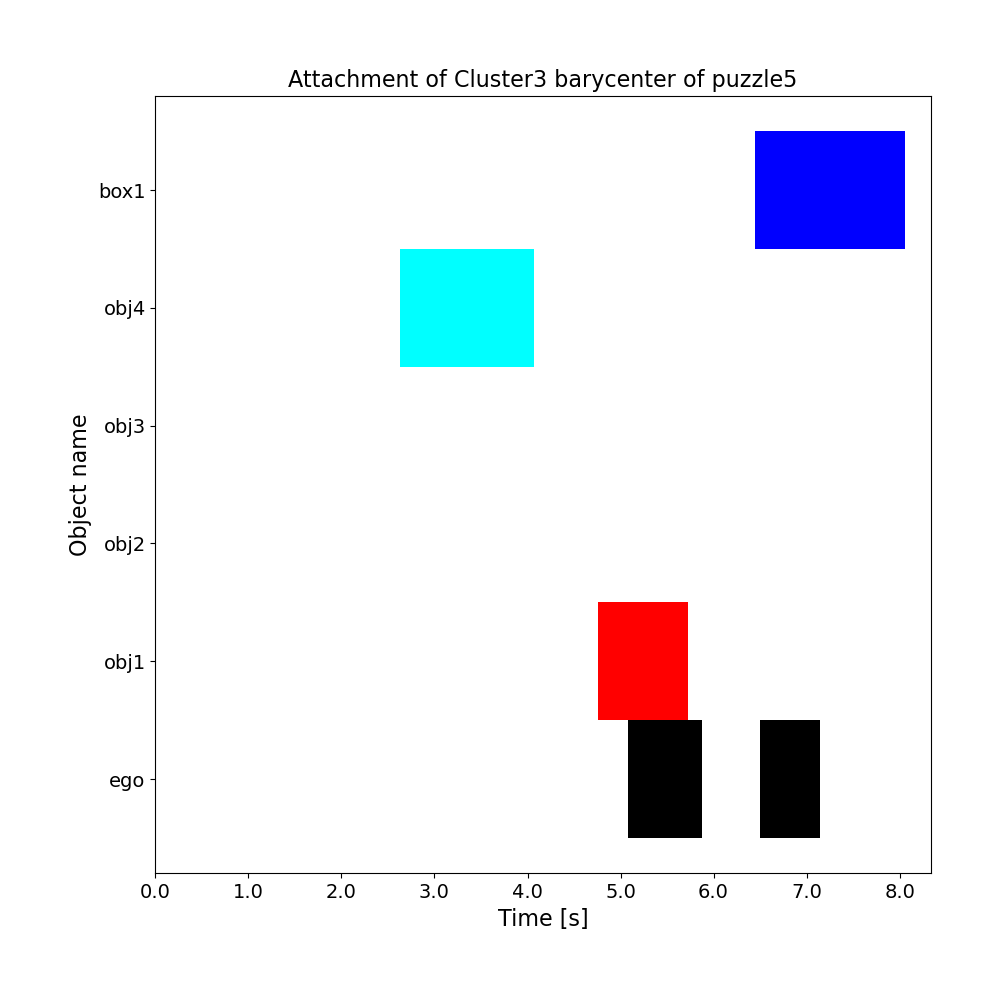 Attachment of Cluster3 barycenter of puzzle5
box1
obj4
obj3
obj2
obj1
ego
Object name
0.0 1.0 2.0 3.0 4.0 5.0 6.0 7.0 8.0
Time [s]